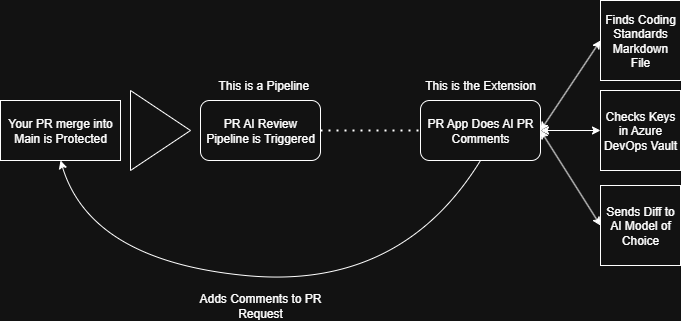 Finds Coding
Standards
Markdown
File
This is a Pipeline
This is the Extension
Your PR merge into
Main is Protected
PR AI Review
Pipeline is Triggered
PR App Does AI PR
Comments
Checks Keys
in Azure
DevOps Vault
Sends Diff to
AI Model of
Choice
Adds Comments to PR
Request